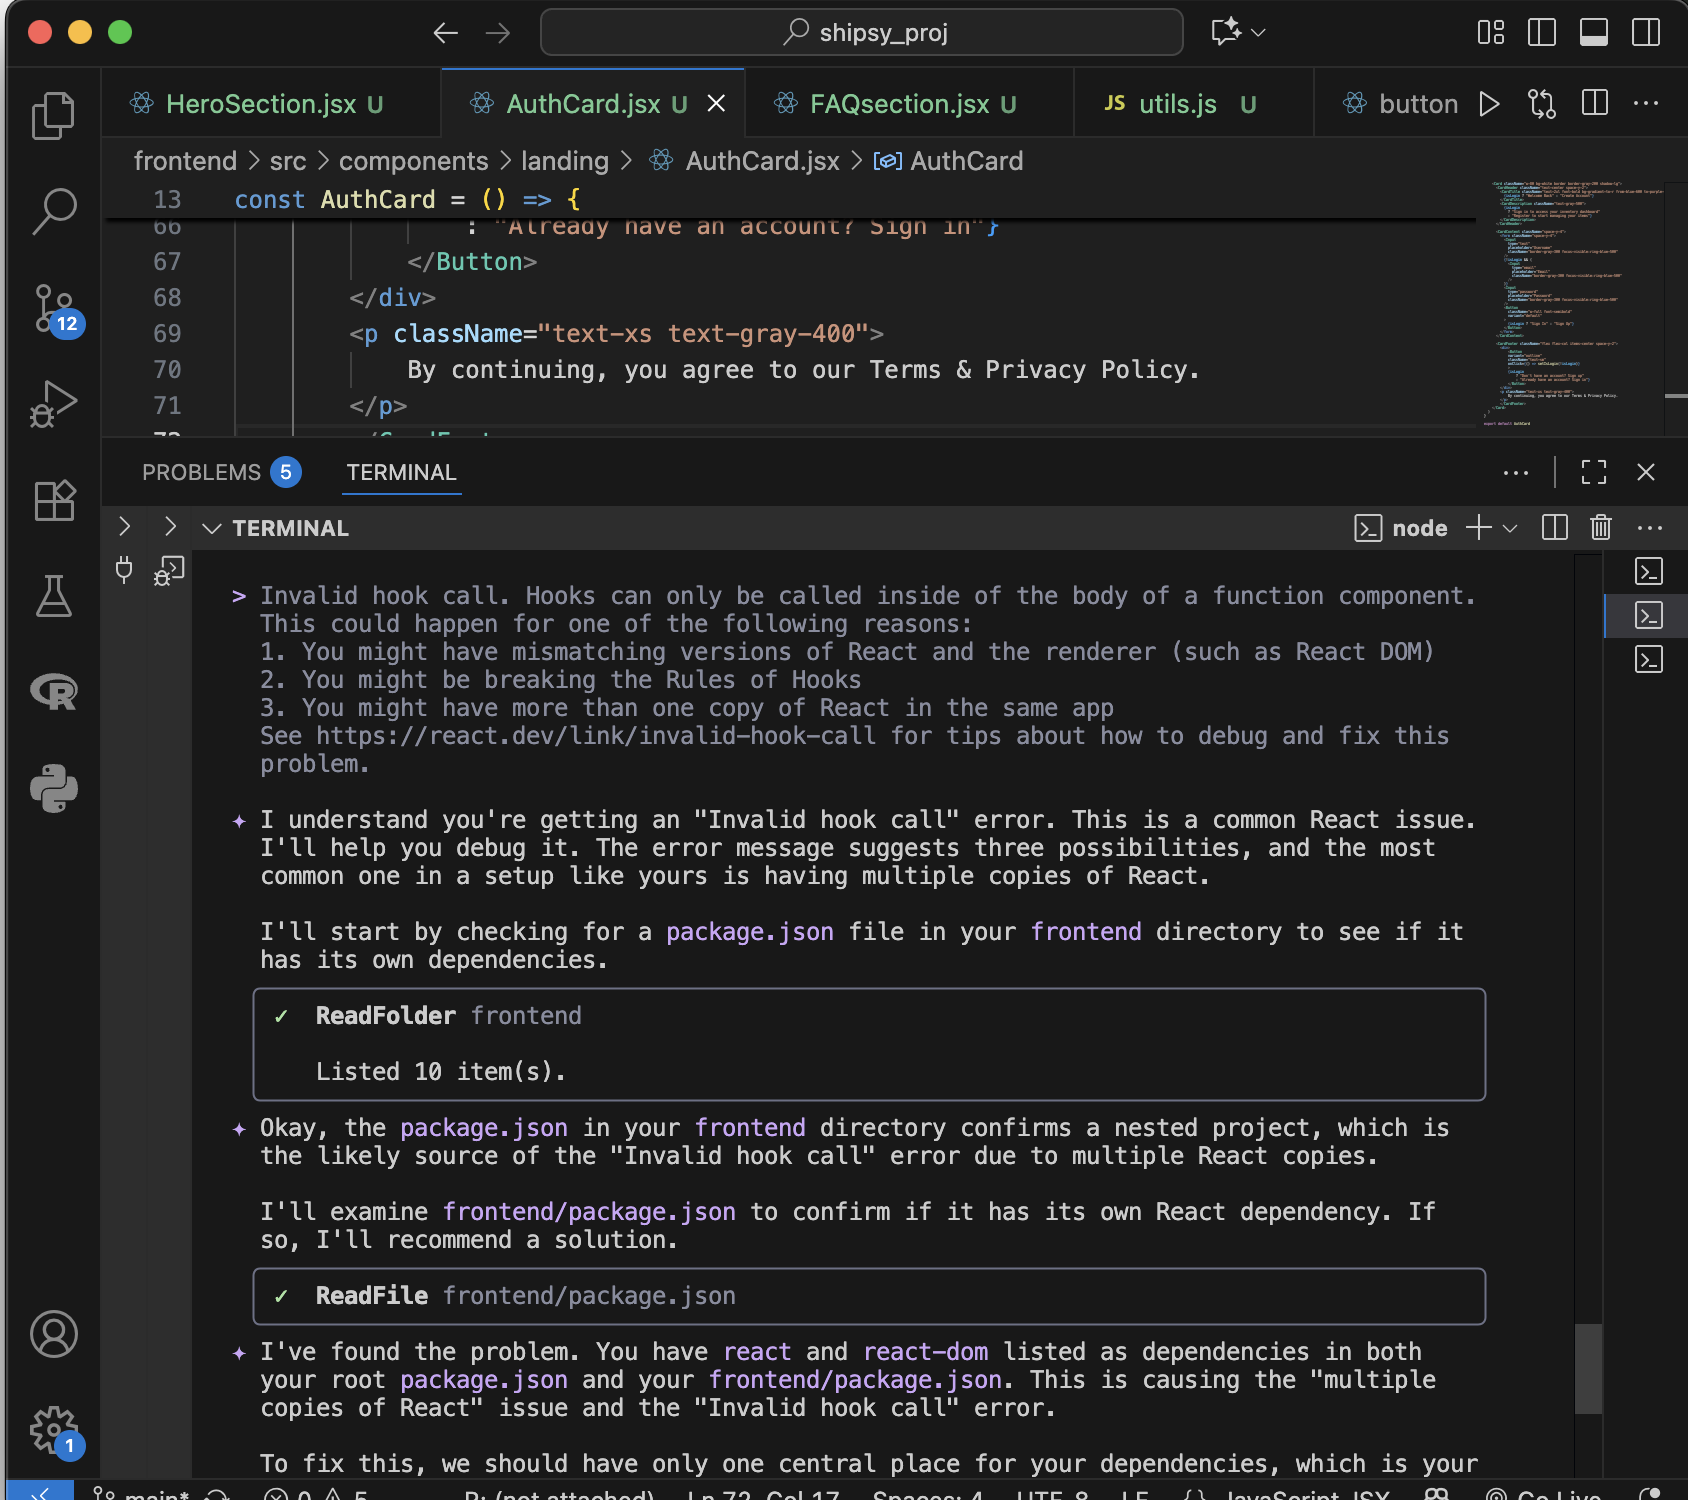 shipsy_proj
HeroSection.jsx U
AuthCard.jsx U
FAQsection.jsx U
JS utils.js U
button
frontend > src > components > landing > AuthCard.jsx > AuthCard
13 const AuthCard = () => {
66 : "Already have an account? Sign in"}
67 </Button>
68 </div>
69 <p className="text-xs text-gray-400">
70 By continuing, you agree to our Terms & Privacy Policy.
71 </p>
12
PROBLEMS 5 TERMINAL
TERMINAL
node
> Invalid hook call. Hooks can only be called inside of the body of a function component.
This could happen for one of the following reasons:
1. You might have mismatching versions of React and the renderer (such as React DOM)
2. You might be breaking the Rules of Hooks
3. You might have more than one copy of React in the same app
See https://react.dev/link/invalid-hook-call for tips about how to debug and fix this
problem.
✦ I understand you're getting an "Invalid hook call" error. This is a common React issue.
I'll help you debug it. The error message suggests three possibilities, and the most
common one in a setup like yours is having multiple copies of React.
I'll start by checking for a package.json file in your frontend directory to see if it
has its own dependencies.
✓ ReadFolder frontend
Listed 10 item(s).
✦ Okay, the package.json in your frontend directory confirms a nested project, which is
the likely source of the "Invalid hook call" error due to multiple React copies.
I'll examine frontend/package.json to confirm if it has its own React dependency. If
so, I'll recommend a solution.
✓ ReadFile frontend/package.json
✦ I've found the problem. You have react and react-dom listed as dependencies in both
your root package.json and your frontend/package.json. This is causing the "multiple
copies of React" issue and the "Invalid hook call" error.
To fix this, we should have only one central place for your dependencies, which is your
1
main* 0 5 R: (not attached) Ln 72, Col 17 Spaces: 4 UTF-8 LF {} JavaScript JSX Go Live